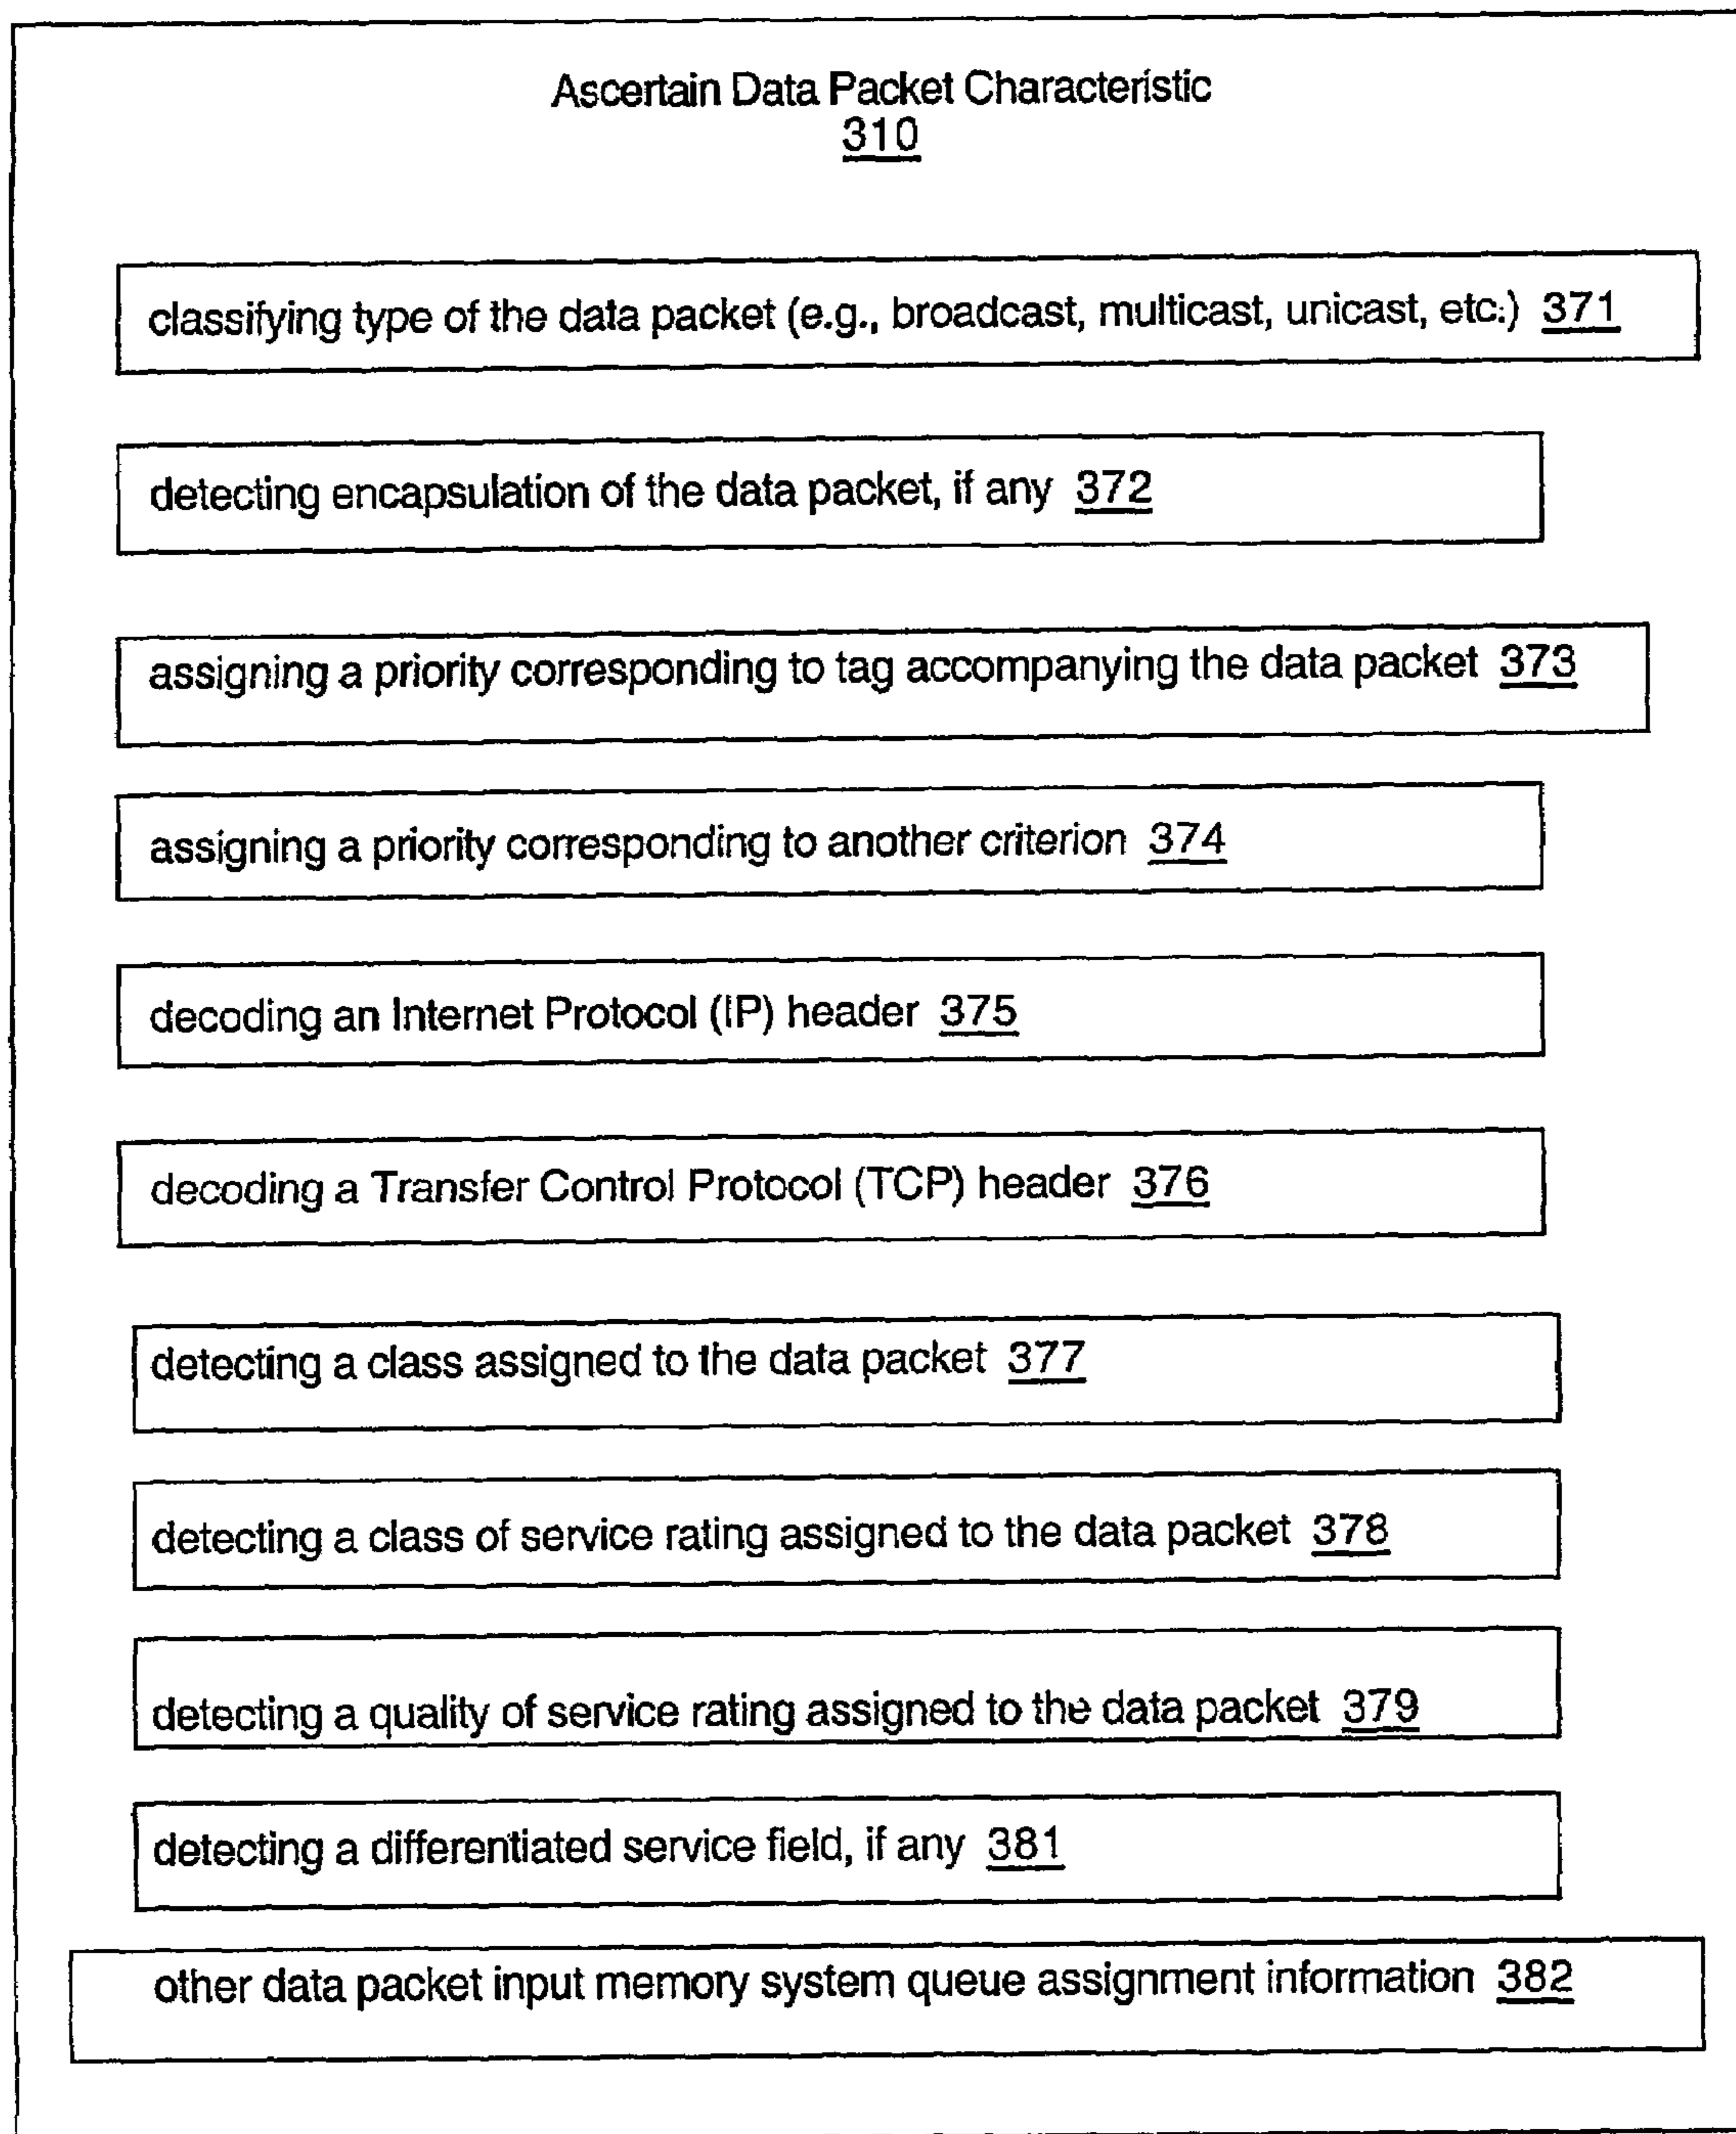 Ascertain Data Packet Characteristic
310
classifying type of the data packet (e.g., broadcast, multicast, unicast, etc.) 371
detecting encapsulation of the data packet, if any 372
assigning a priority corresponding to tag accompanying the data packet 373
assigning a priority corresponding to another criterion 374
decoding an Internet Protocol (IP) header 375
decoding a Transfer Control Protocol (TCP) header 376
detecting a class assigned to the data packet 377
detecting a class of service rating assigned to the data packet 378
detecting a quality of service rating assigned to the data packet 379
detecting a differentiated service field, if any 381
other data packet input memory system queue assignment information 382